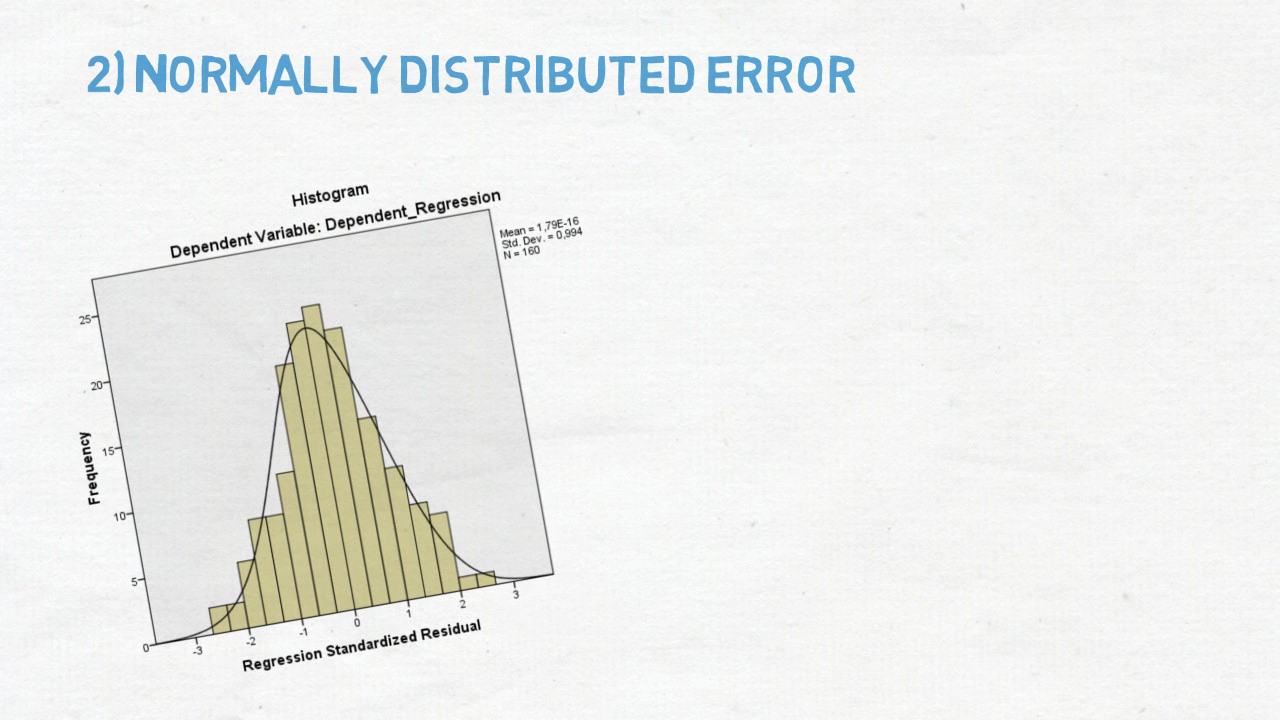 2) NORMALLY DISTRIBUTED ERROR
Histogram
Dependent Variable: Dependent_Regression
Mean = 1,79E-16
Std. Dev. = 0,994
N = 160
25
20
15
10
5
0
Frequency
-3 -2 -1 0 1 2 3
Regression Standardized Residual